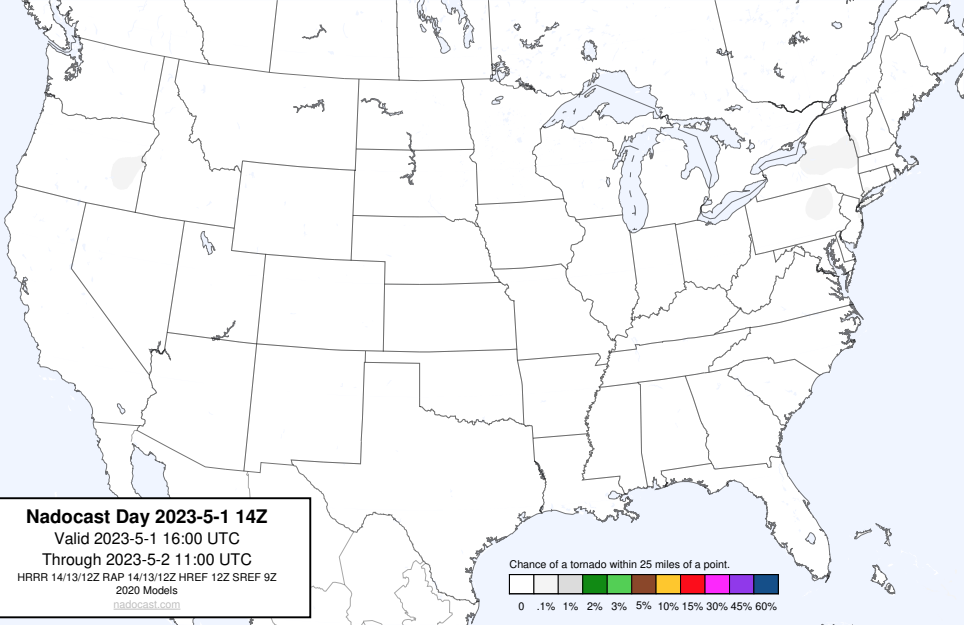 Nadocast Day 2023-5-1 14Z
Valid 2023-5-1 16:00 UTC
Through 2023-5-2 11:00 UTC
HRRR 14/13/12Z RAP 14/13/12Z HREF 12Z SREF 9Z
2020 Models
nadocast.com
Chance of a tornado within 25 miles of a point.
0 .1% 1% 2% 3% 5% 10% 15% 30% 45% 60%